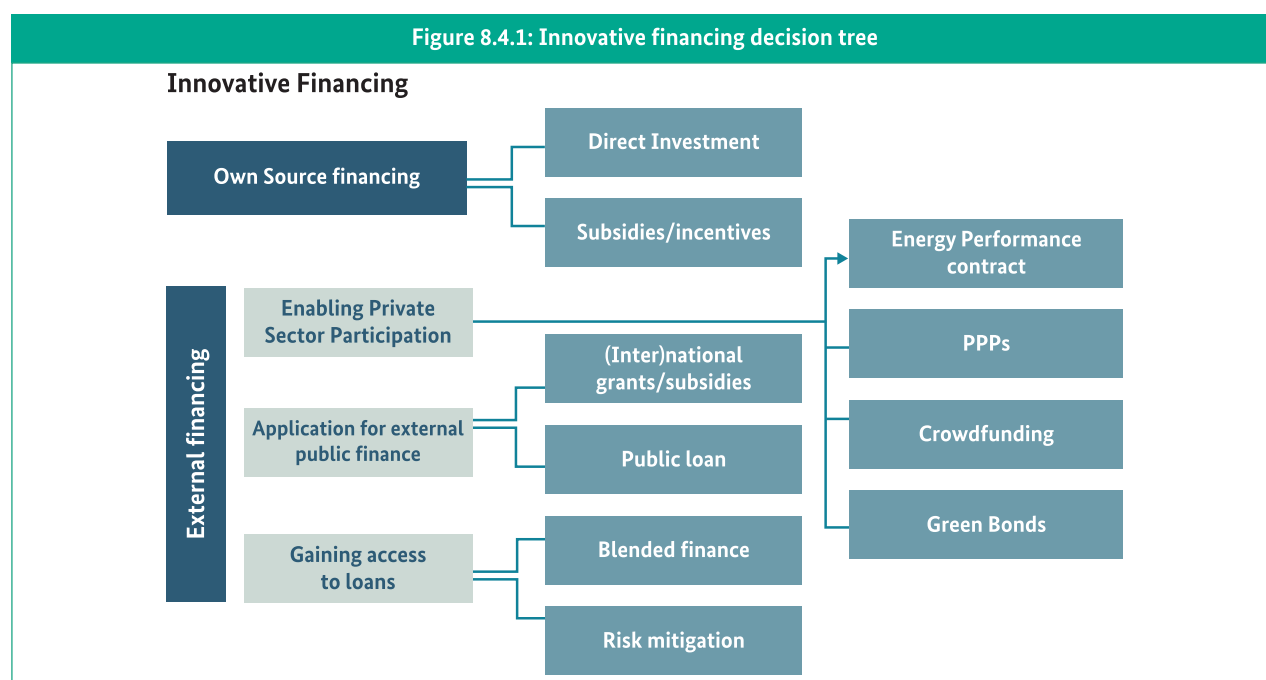 Figure 8.4.1: Innovative financing decision tree
Innovative Financing
Own Source financing
Direct Investment
Subsidies/incentives
External financing
Enabling Private
Sector Participation
Energy Performance
contract
PPPs
Crowdfunding
Green Bonds
Application for external
public finance
(Inter)national
grants/subsidies
Public loan
Gaining access
to loans
Blended finance
Risk mitigation